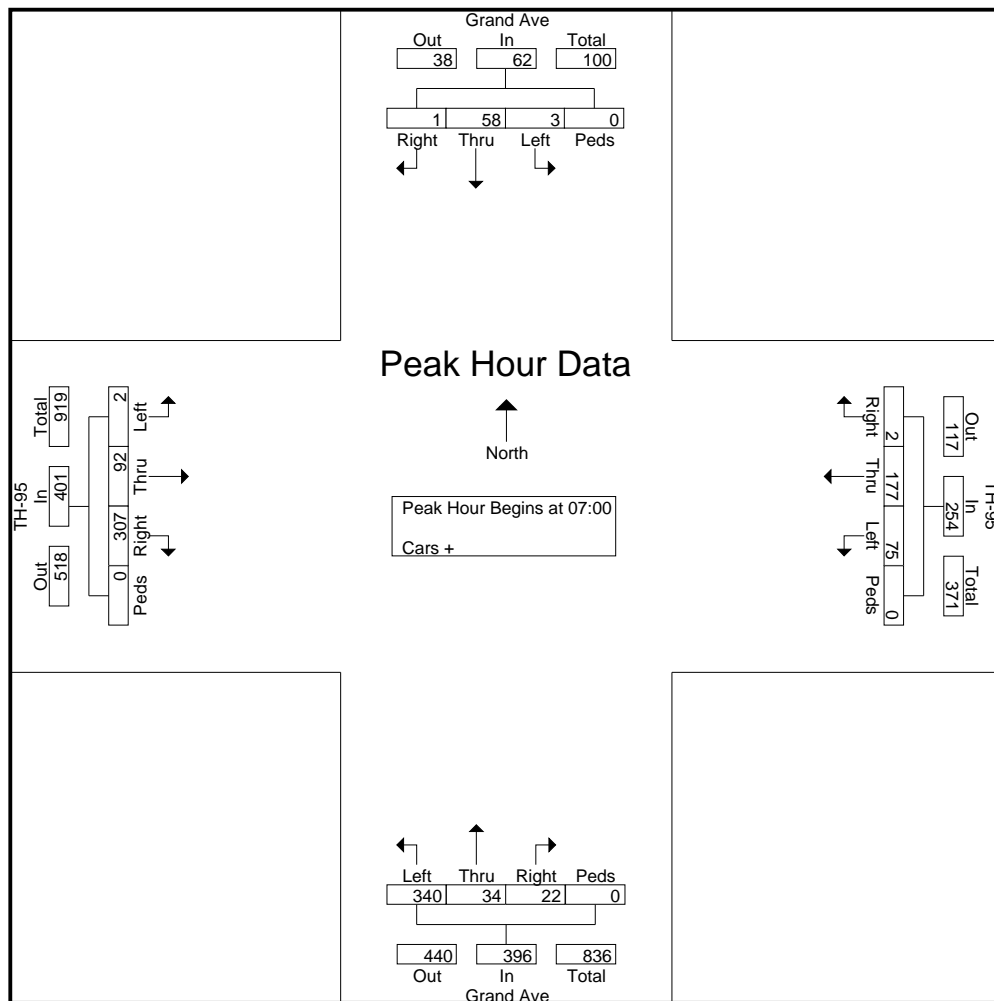 Grand Ave
Out In Total
38 62 100
1 58 3 0
Right Thru Left Peds
Peak Hour Data
North
Peak Hour Begins at 07:00
Cars +
TH-95
Total In Out
919 401 518
2 92 307 0
Left Thru Right Peds
TH-95
Out In Total
117 254 371
2 177 75 0
Right Thru Left Peds
Left Thru Right Peds
340 34 22 0
440 396 836
Out In Total
Grand Ave